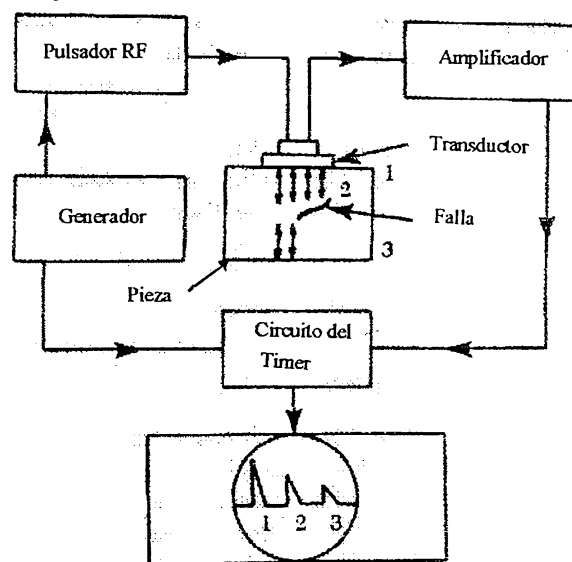 Pulsador RF
Amplificador
Transductor
1
2
Generador
Falla
3
Pieza
Circuito del
Timer
1 2 3